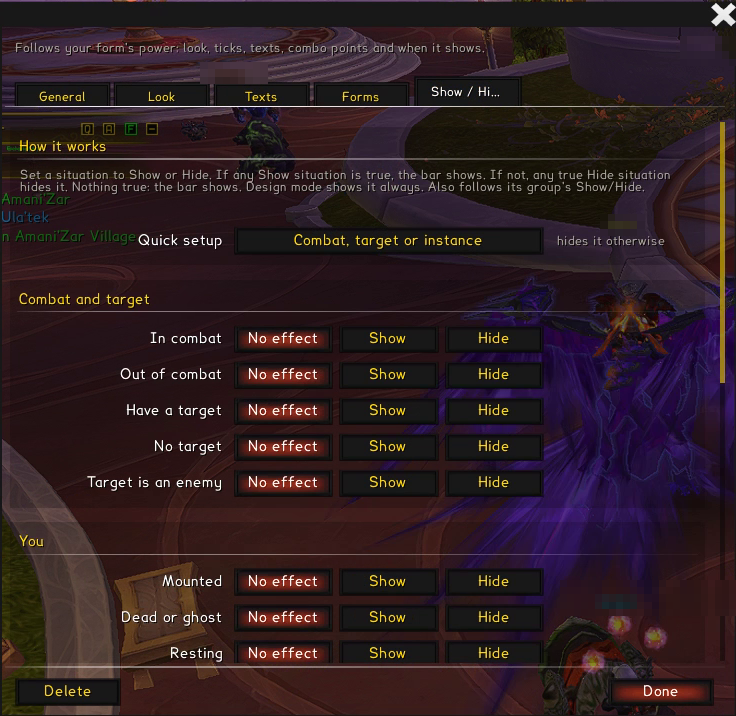 Follows your form's power: look, ticks, texts, combo points and when it shows.
General Look Texts Forms Show / Hi...
Q A F
How it works
Set a situation to Show or Hide. If any Show situation is true, the bar shows. If not, any true Hide situation
hides it. Nothing true: the bar shows. Design mode shows it always. Also follows its group's Show/Hide.
Amani'Zar
Ula'tek
n Amani'Zar Village
Quick setup Combat, target or instance hides it otherwise
Combat and target
In combat No effect Show Hide
Out of combat No effect Show Hide
Have a target No effect Show Hide
No target No effect Show Hide
Target is an enemy No effect Show Hide
You
Mounted No effect Show Hide
Dead or ghost No effect Show Hide
Resting No effect Show Hide
Delete Done